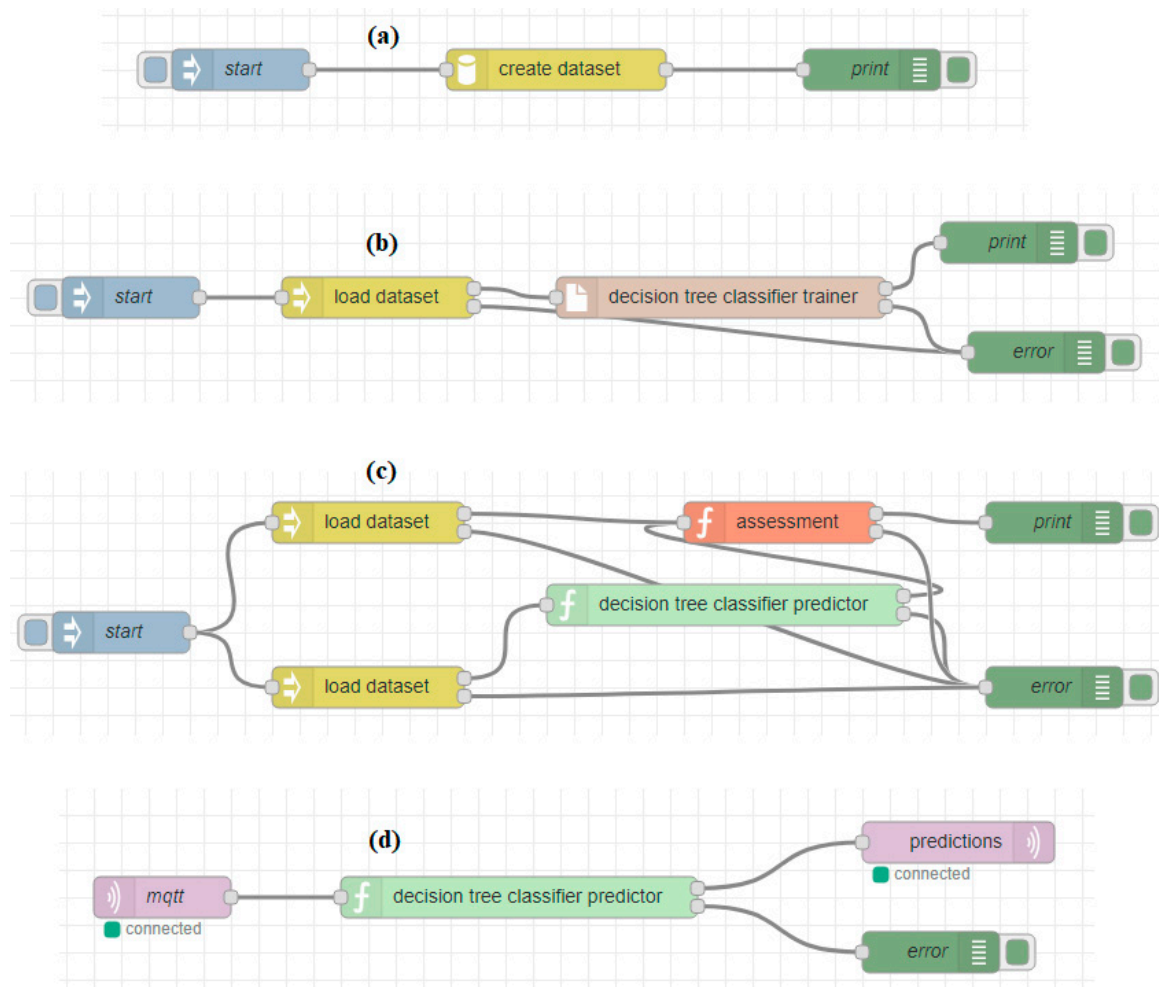 (a)
start
create dataset
print
(b)
print
start
load dataset
decision tree classifier trainer
error
(c)
load dataset
assessment
print
decision tree classifier predictor
start
load dataset
error
(d)
predictions
connected
mqtt
decision tree classifier predictor
connected
error